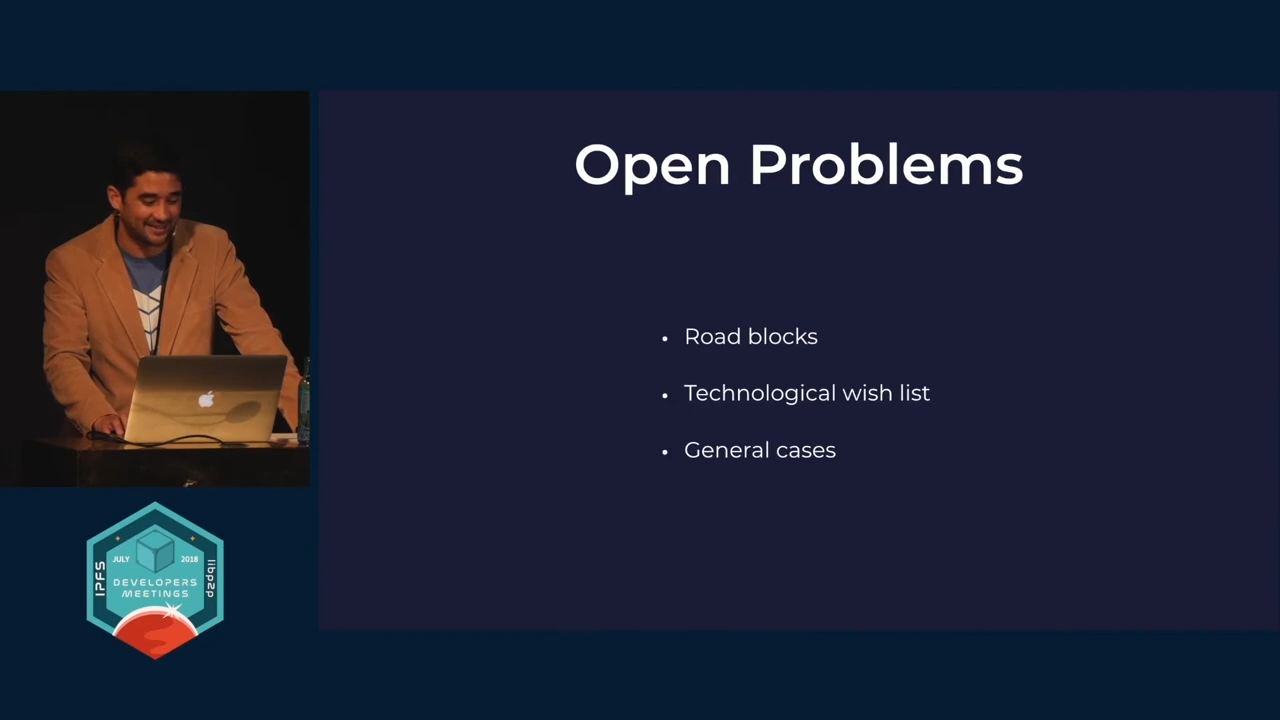 Open Problems
• Road blocks
• Technological wish list
• General cases
JULY 2018
IPFS
libp2p
DEVELOPERS
MEETINGS